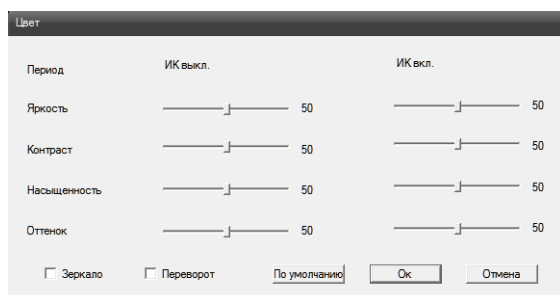 Цвет
Период ИК выкл. ИК вкл.
Яркость 50 50
Контраст 50 50
Насыщенность 50 50
Оттенок 50 50
Зеркало Переворот По умолчанию Ок Отмена